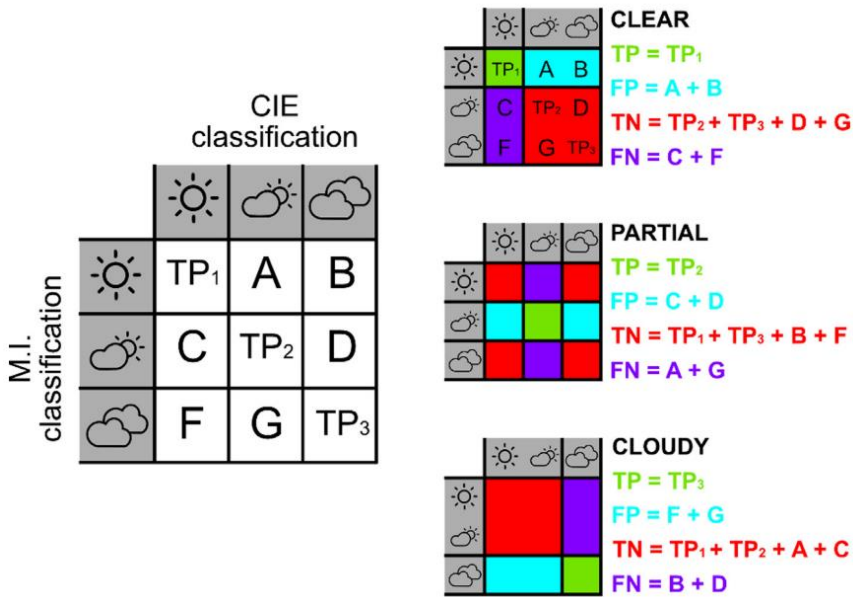 CIE
classification
M.I.
classification
TP₁ A B
C TP₂ D
F G TP₃
TP₁ A B
C TP₂ D
F G TP₃
CLEAR
TP = TP₁
FP = A + B
TN = TP₂ + TP₃ + D + G
FN = C + F
PARTIAL
TP = TP₂
FP = C + D
TN = TP₁ + TP₃ + B + F
FN = A + G
CLOUDY
TP = TP₃
FP = F + G
TN = TP₁ + TP₂ + A + C
FN = B + D